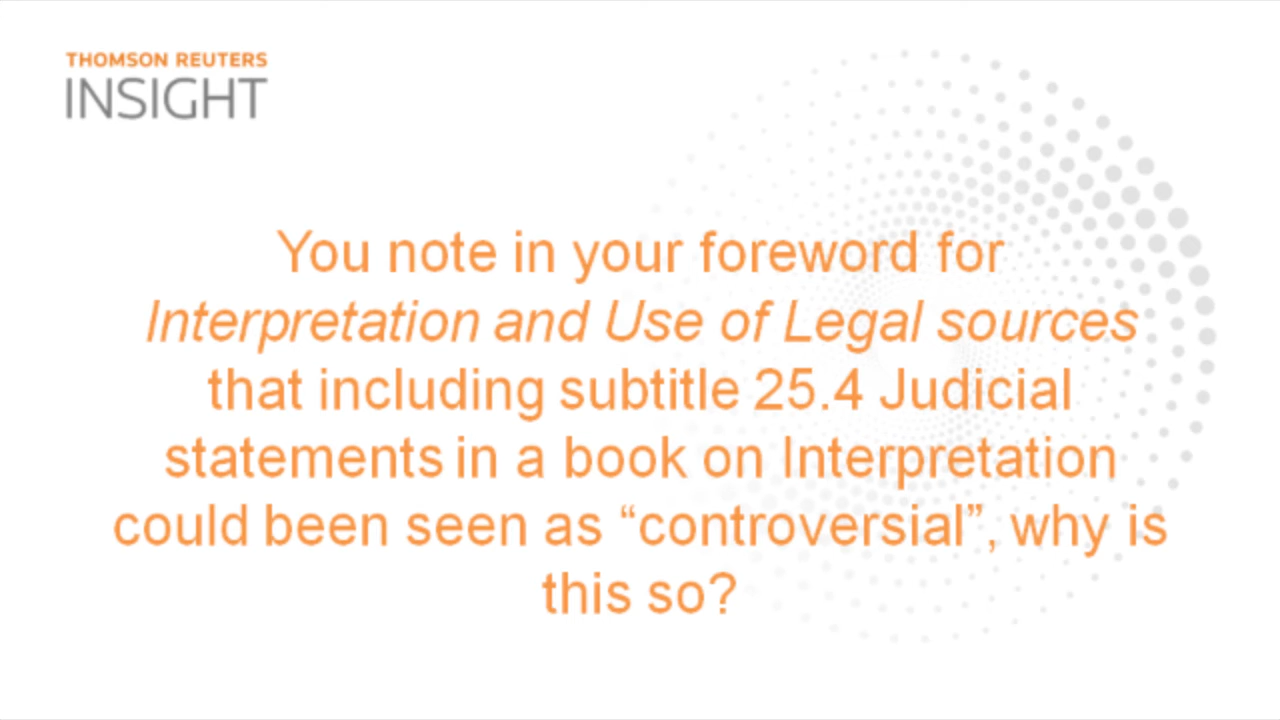 THOMSON REUTERS
INSIGHT
You note in your foreword for
Interpretation and Use of Legal sources
that including subtitle 25.4 Judicial
statements in a book on Interpretation
could been seen as “controversial”, why is
this so?